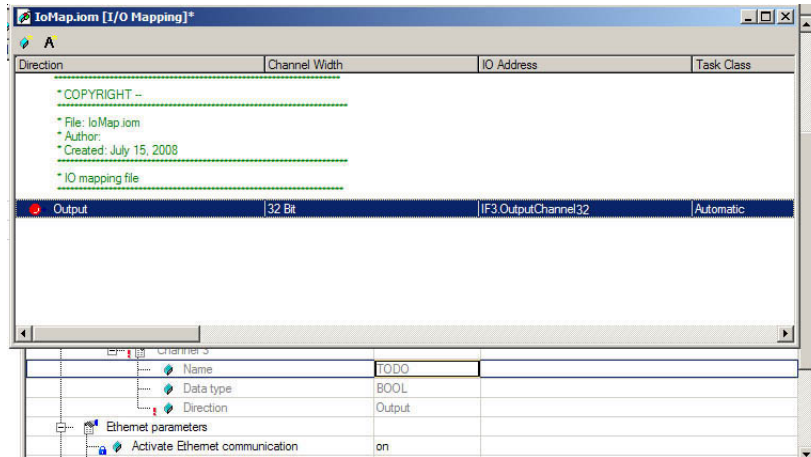 IoMap.iom [I/O Mapping]*
A
Direction Channel Width IO Address Task Class
* COPYRIGHT --
* File: IoMap.iom
* Author:
* Created: July 15, 2008
* IO mapping file
Output 32 Bit IF3.OutputChannel32 Automatic
Channel 3
Name TODO
Data type BOOL
Direction Output
Ethernet parameters
Activate Ethernet communication on